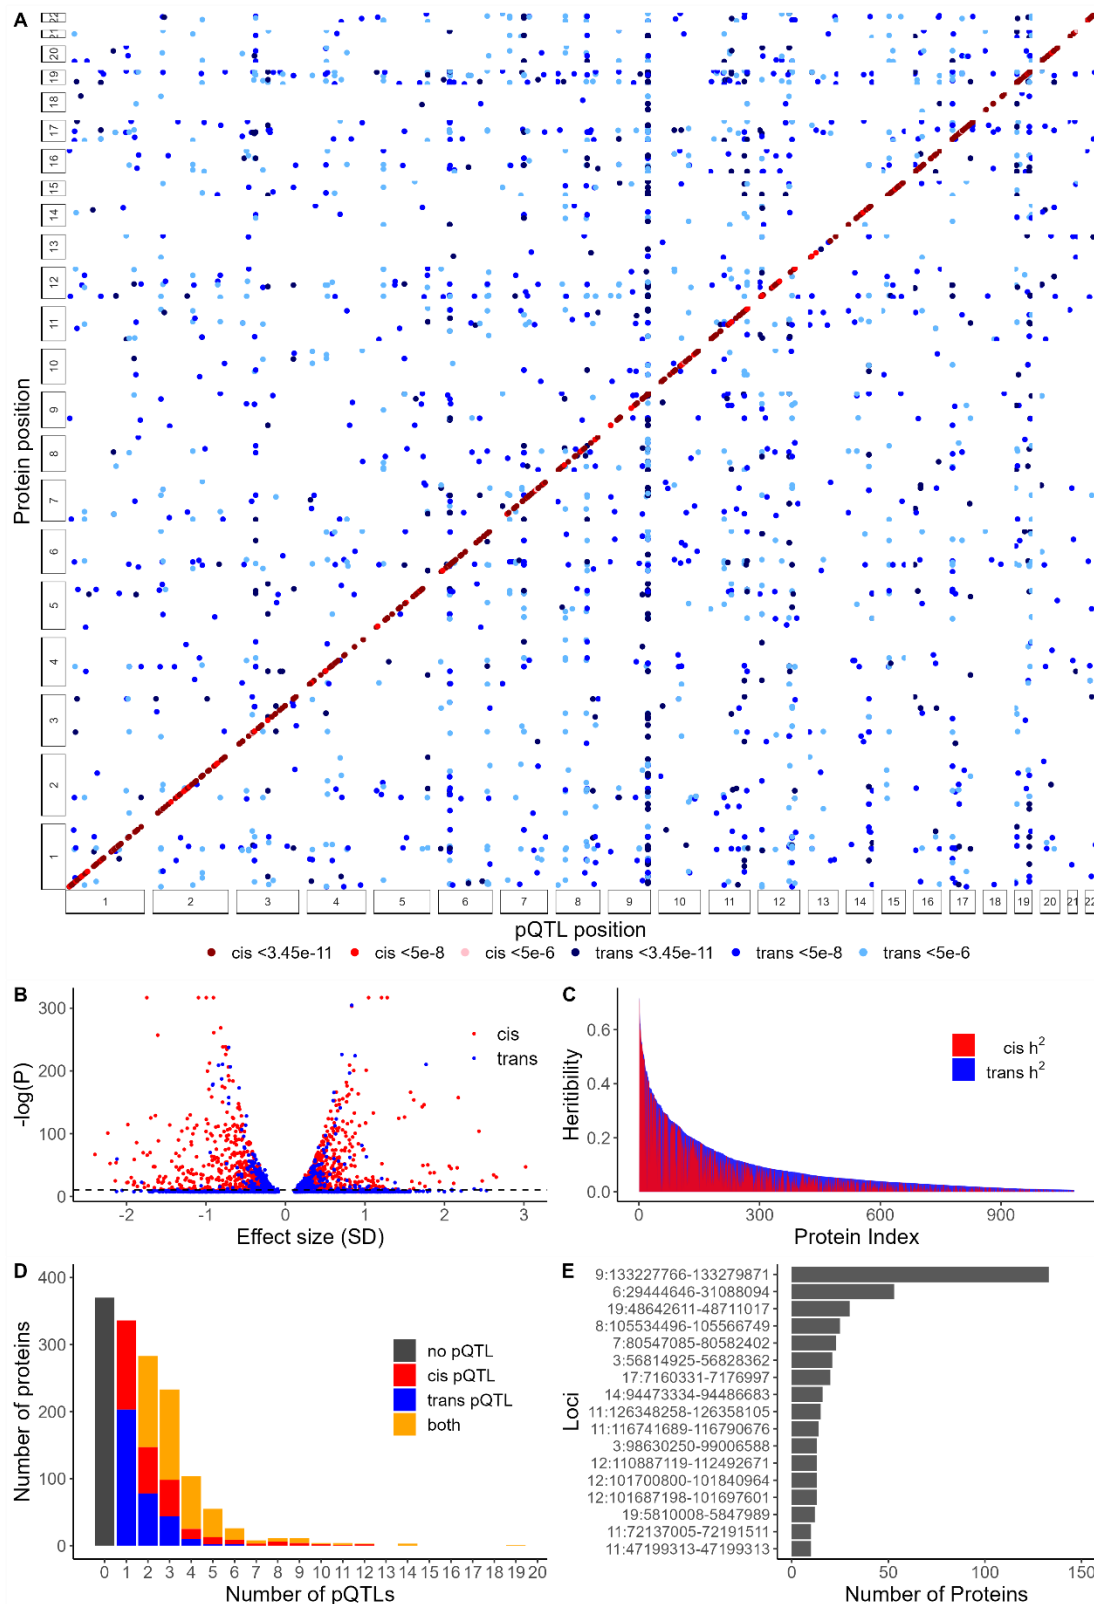 A
Protein position
22
21
20
19
18
17
16
15
14
13
12
11
10
9
8
7
6
5
4
3
2
1
1 2 3 4 5 6 7 8 9 10 11 12 13 14 15 16 17 18 19 20 21 22
pQTL position
cis <3.45e-11 cis <5e-8 cis <5e-6 trans <3.45e-11 trans <5e-8 trans <5e-6
B
-log(P)
300
200
100
0
cis
trans
-2 -1 0 1 2 3
Effect size (SD)
C
Heritibility
0.6
0.4
0.2
0.0
cis h²
trans h²
0 300 600 900
Protein Index
D
Number of proteins
400
300
200
100
0
no pQTL
cis pQTL
trans pQTL
both
0 1 2 3 4 5 6 7 8 9 10 11 12 13 14 15 16 17 18 19 20
Number of pQTLs
E
Loci
9:133227766-133279871
6:29444646-31088094
19:48642611-48711017
8:105534496-105566749
7:80547085-80582402
3:56814925-56828362
17:7160331-7176997
14:94473334-94486683
11:126348258-126358105
11:116741689-116790676
3:98630250-99006588
12:110887119-112492671
12:101700800-101840964
12:101687198-101697601
19:5810008-5847989
11:72137005-72191511
11:47199313-47199313
0 50 100 150
Number of Proteins